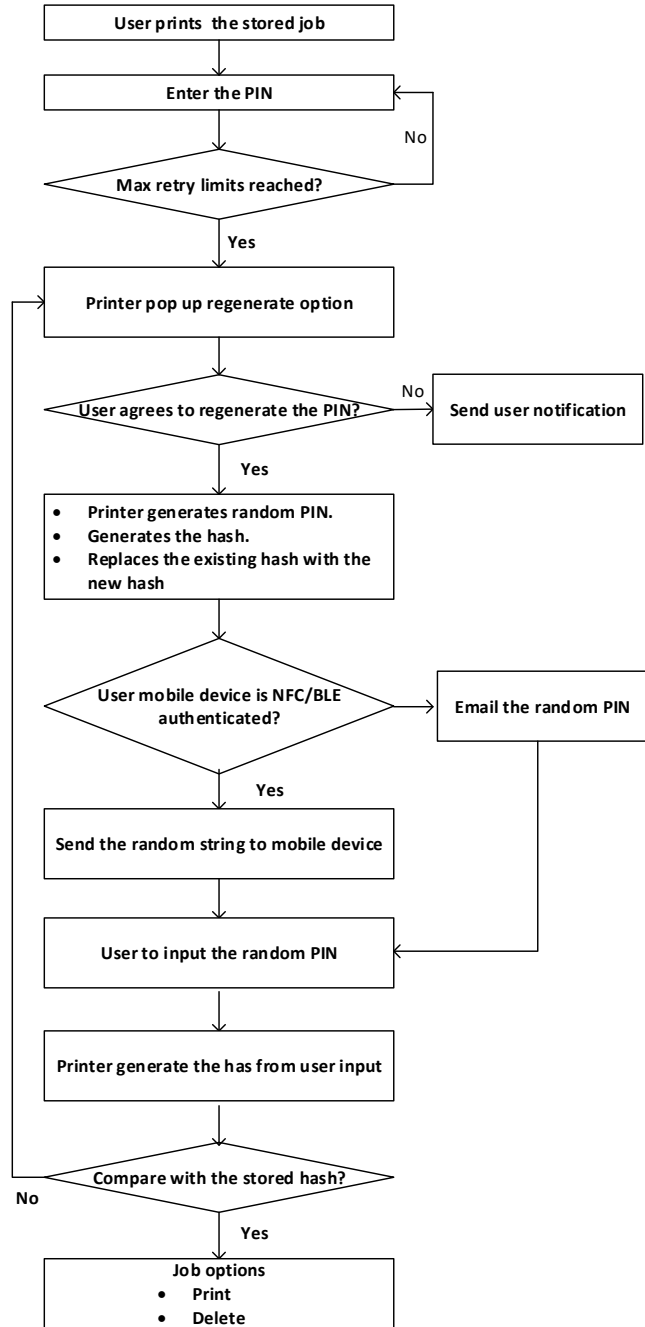 User prints the stored job
Enter the PIN
No
Max retry limits reached?
Yes
Printer pop up regenerate option
User agrees to regenerate the PIN?
No
Send user notification
Yes
• Printer generates random PIN.
• Generates the hash.
• Replaces the existing hash with the
new hash
User mobile device is NFC/BLE
authenticated?
Email the random PIN
Yes
Send the random string to mobile device
User to input the random PIN
Printer generate the has from user input
Compare with the stored hash?
No
Yes
Job options
• Print
• Delete